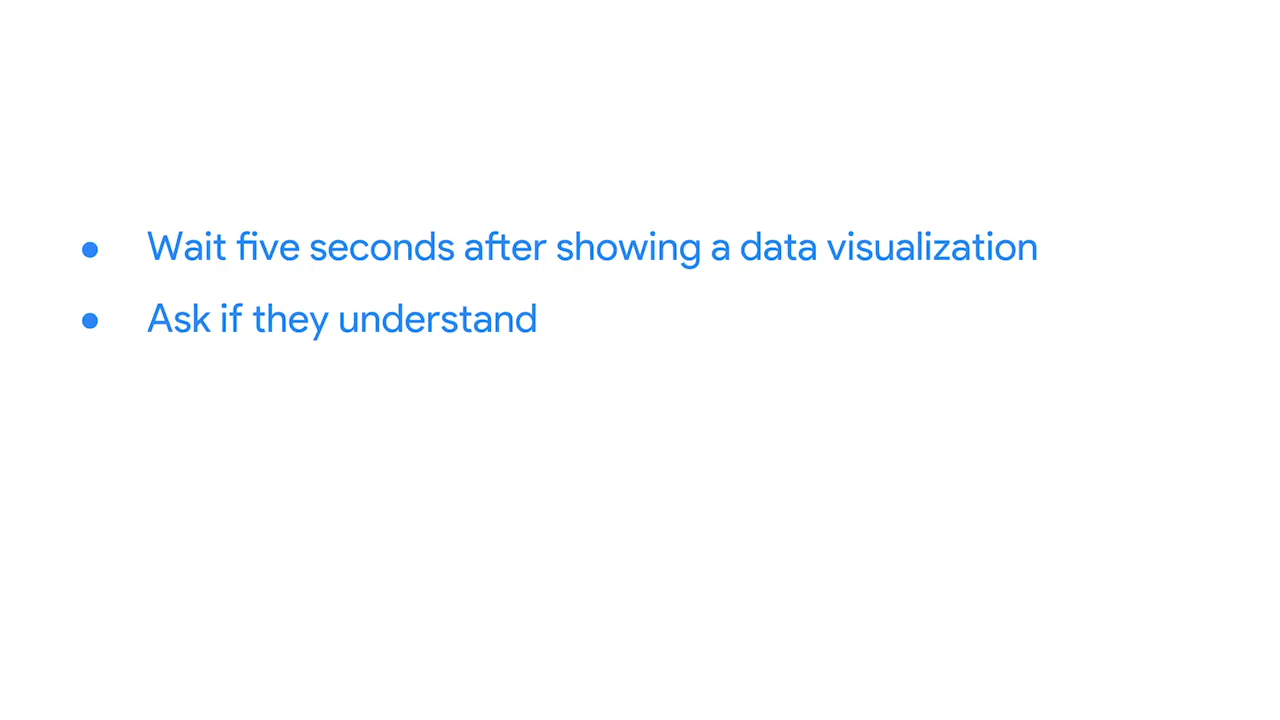 ● Wait five seconds after showing a data visualization
● Ask if they understand